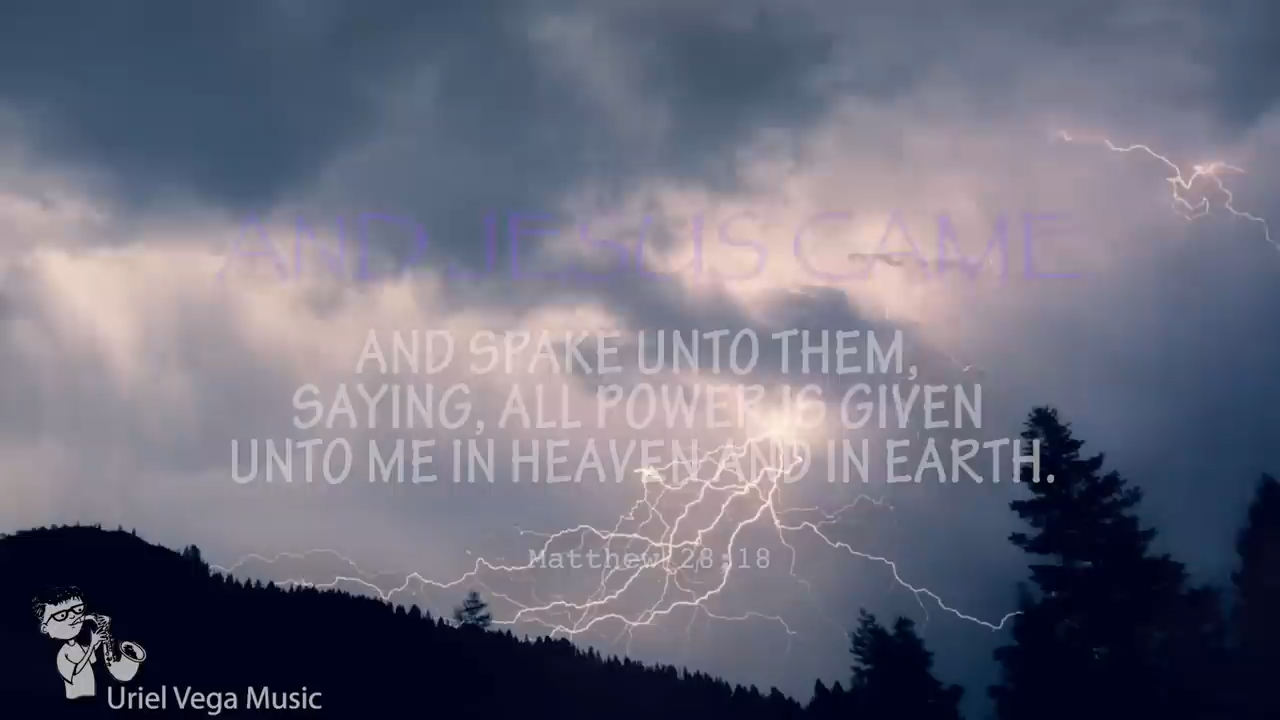 AND JESUS CAME
AND SPAKE UNTO THEM,
SAYING, ALL POWER IS GIVEN
UNTO ME IN HEAVEN AND IN EARTH.
Matthew 28:18
Uriel Vega Music